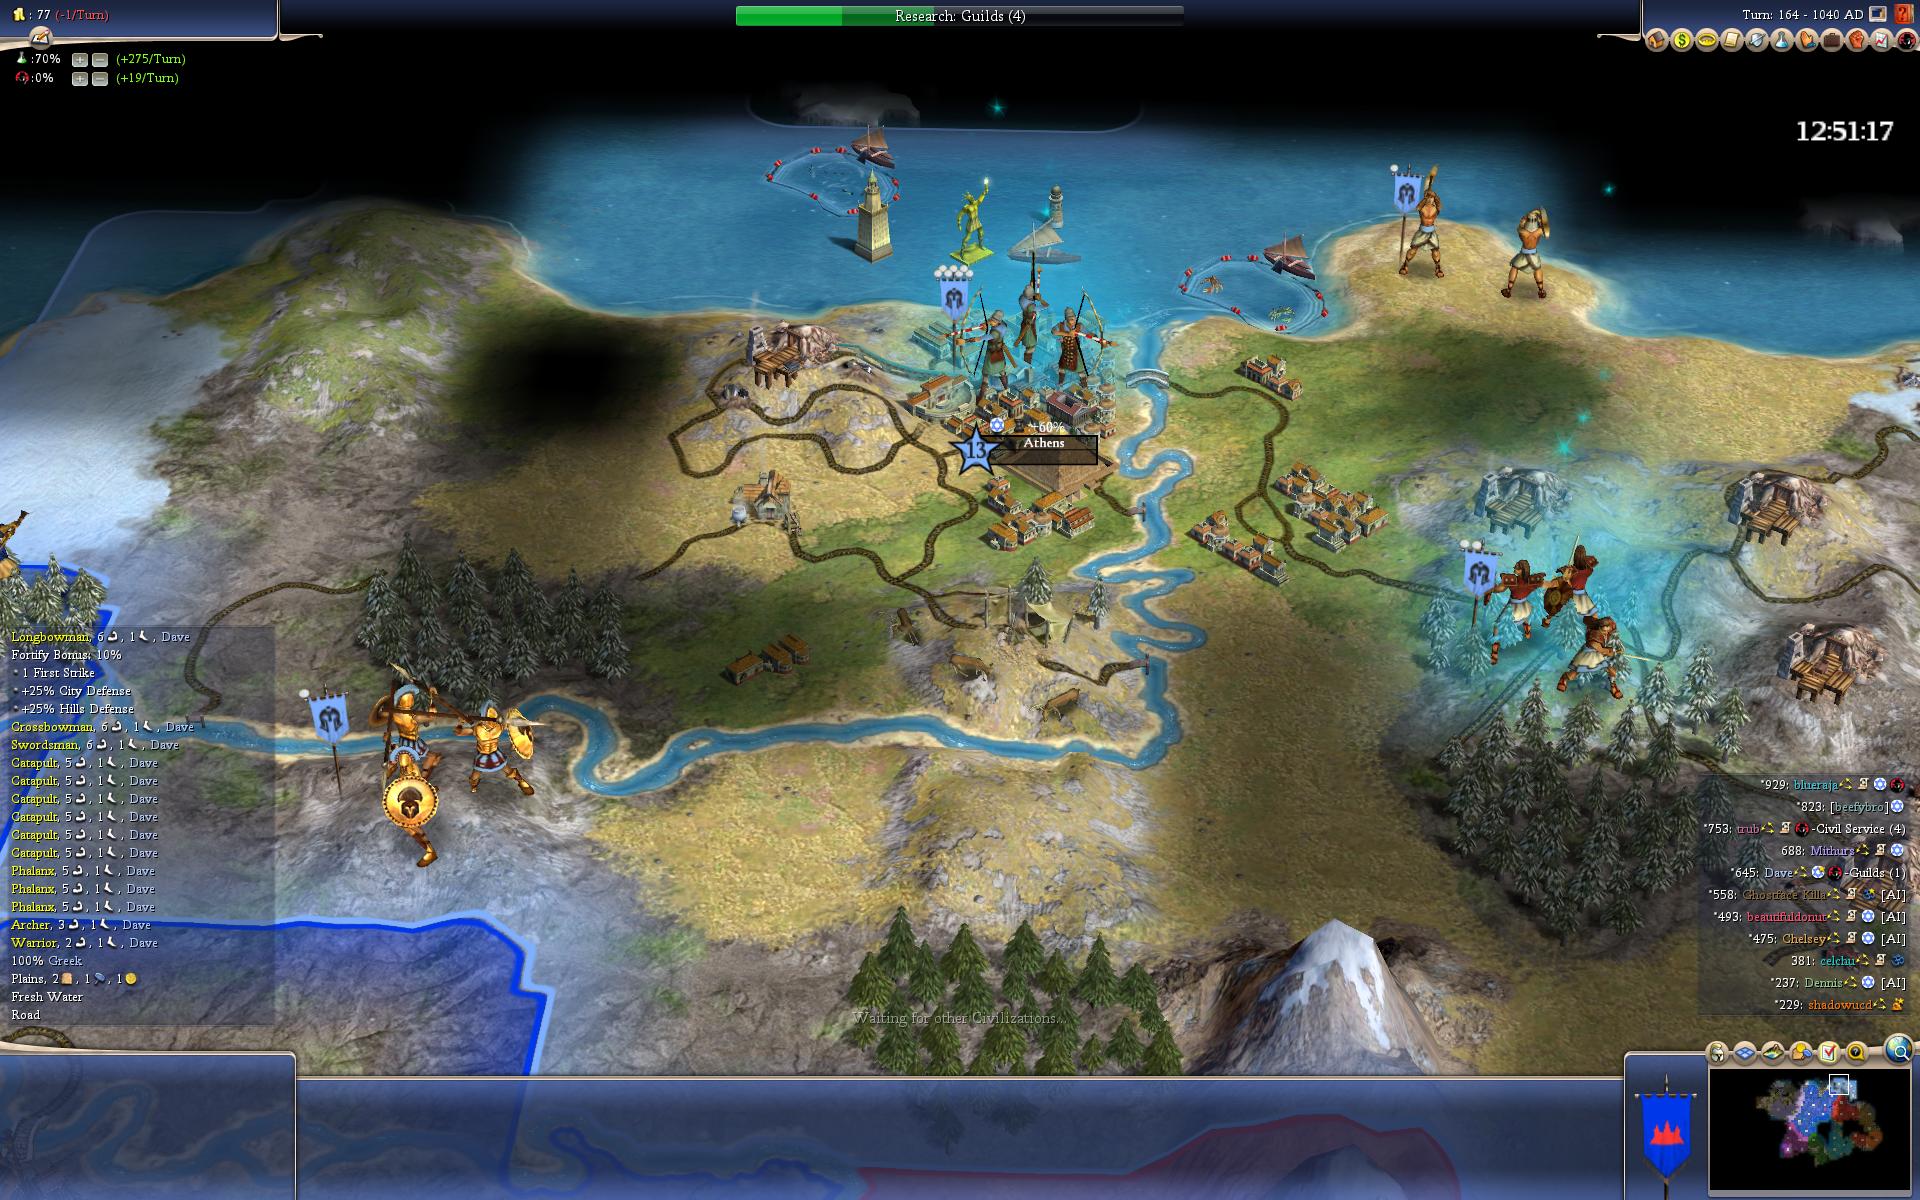 : 77 (-1/Turn)
Research: Guilds (4)
Turn: 164 - 1040 AD
:70% (+275/Turn)
:0% (+19/Turn)
12:51:17
+60%
13 Athens
Longbowman, 6, 1, Dave
Fortify Bonus: 10%
1 First Strike
+25% City Defense
+25% Hills Defense
Crossbowman, 6, 1, Dave
Swordsman, 6, 1, Dave
Catapult, 5, 1, Dave
Catapult, 5, 1, Dave
Catapult, 5, 1, Dave
Catapult, 5, 1, Dave
Catapult, 5, 1, Dave
Catapult, 5, 1, Dave
Phalanx, 5, 1, Dave
Phalanx, 5, 1, Dave
Phalanx, 5, 1, Dave
Archer, 3, 1, Dave
Warrior, 2, 1, Dave
100% Greek
Plains, 2, 1, 1
Fresh Water
Road
*929: blueraja
*823: [beefybro]
*753: trub -Civil Service (4)
688: Mithurs
*645: Dave -Guilds (1)
*558: Ghostface Killa [AI]
*493: beautifuldonut [AI]
*475: Chelsey [AI]
381: celchu
*237: Dennis [AI]
*229: shadowucd
Waiting for other Civilizations...